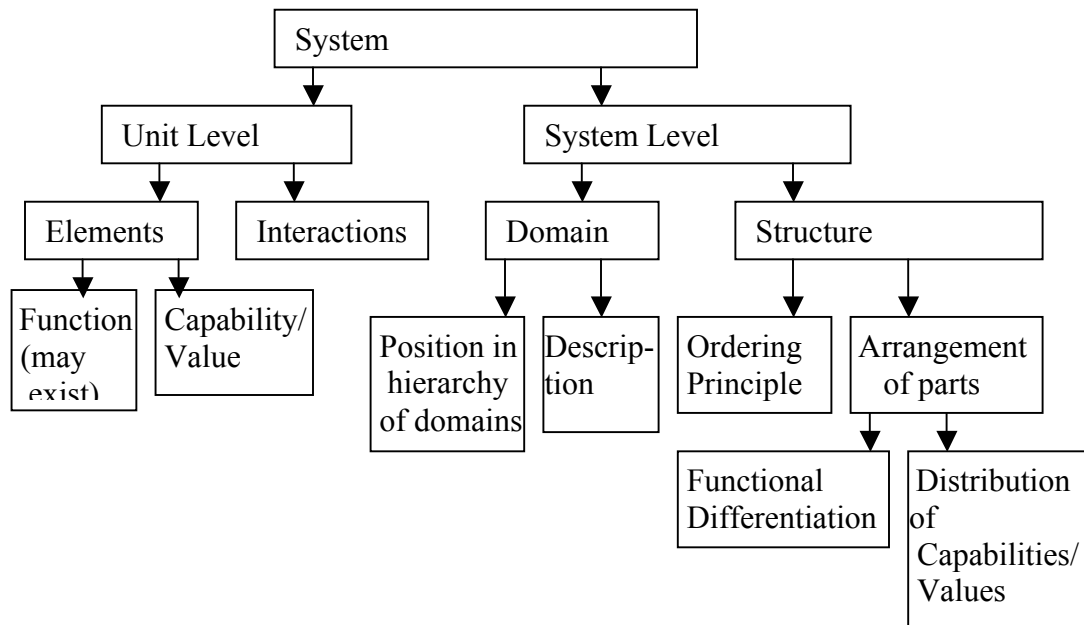 System
Unit Level
System Level
Elements
Interactions
Domain
Structure
Function
(may
exist)
Capability/
Value
Position in
hierarchy
of domains
Descrip-
tion
Ordering
Principle
Arrangement
of parts
Functional
Differentiation
Distribution
of
Capabilities/
Values